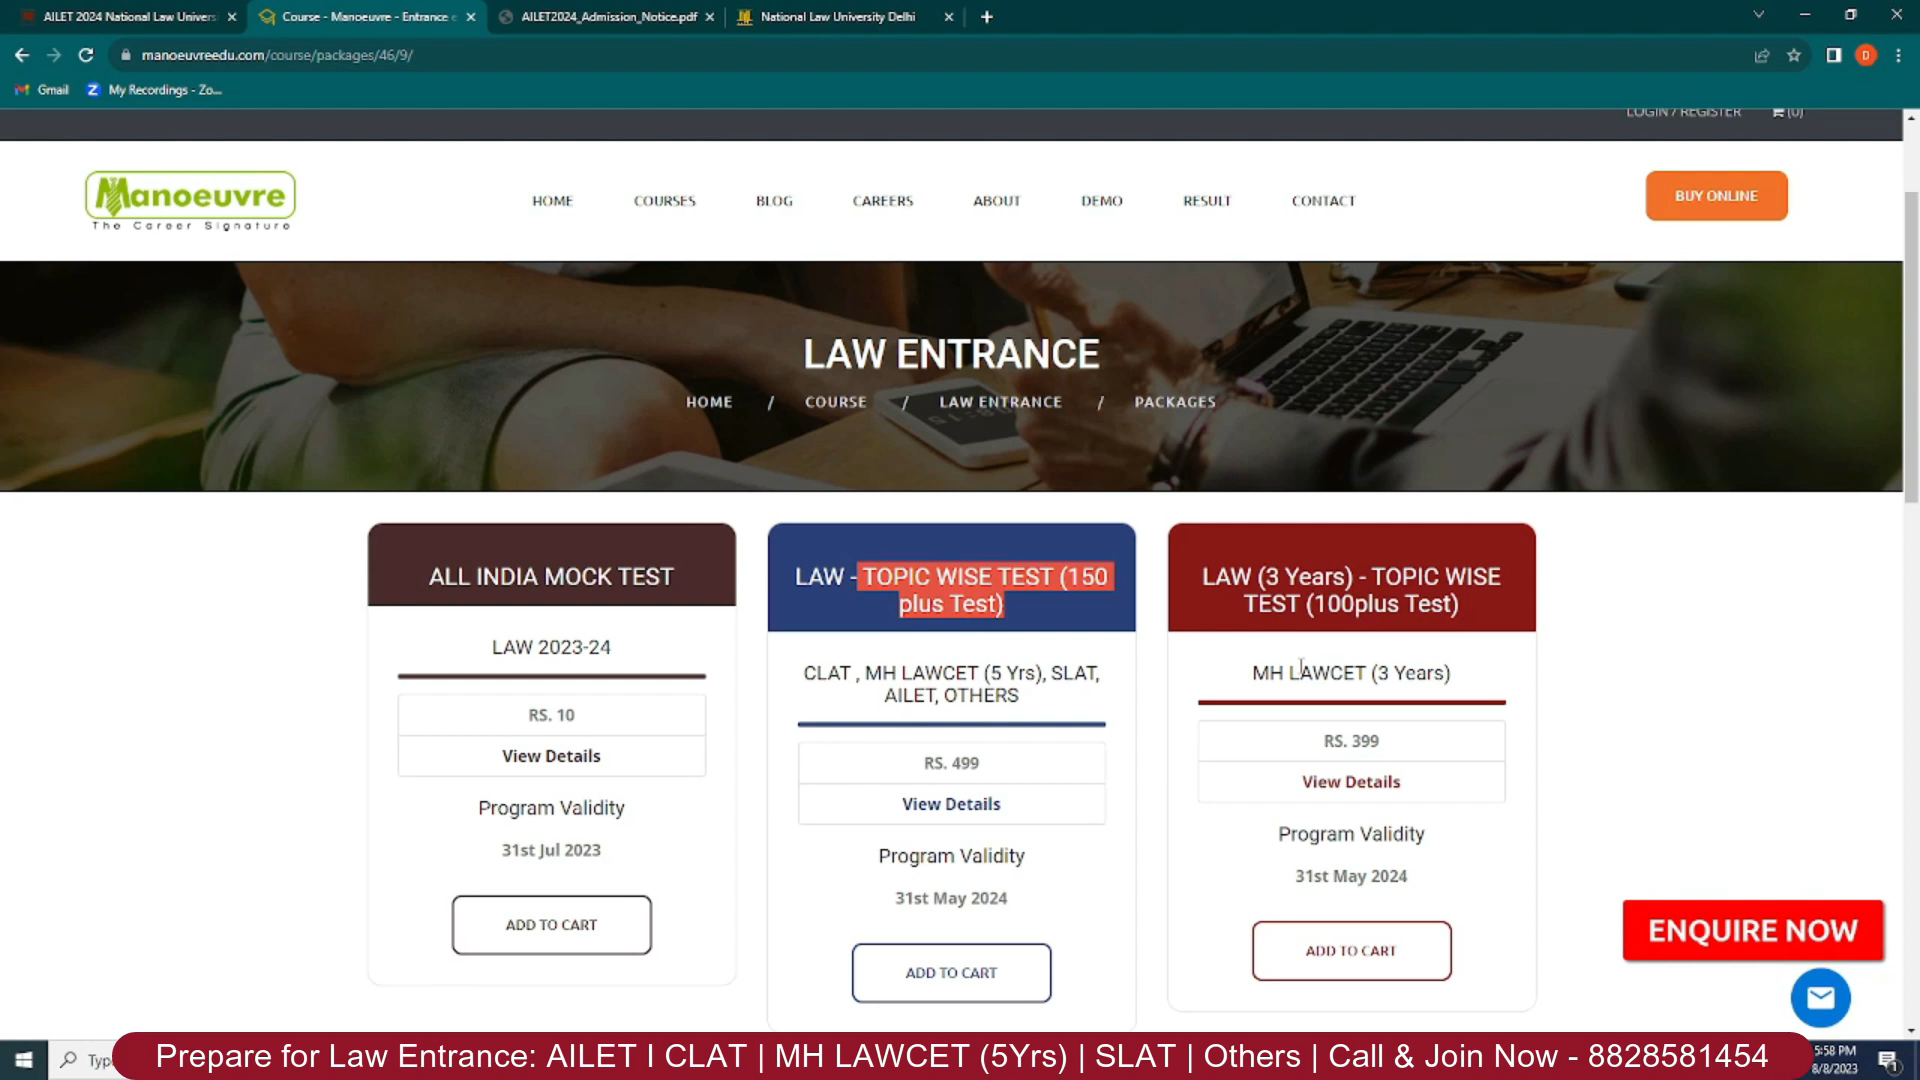 AILET 2024 National Law Univers
Course - Manoeuvre - Entrance e
AILET2024_Admission_Notice.pdf
National Law University Delhi
manoeuvreedu.com/course/packages/46/9/
D
Gmail
My Recordings - Zo...
LOGIN / REGISTER
(0)
Manoeuvre
The Career Signature
HOME
COURSES
BLOG
CAREERS
ABOUT
DEMO
RESULT
CONTACT
BUY ONLINE
LAW ENTRANCE
HOME / COURSE / LAW ENTRANCE / PACKAGES
ALL INDIA MOCK TEST
LAW 2023-24
RS. 10
View Details
Program Validity
31st Jul 2023
ADD TO CART
LAW - TOPIC WISE TEST (150
plus Test)
CLAT , MH LAWCET (5 Yrs), SLAT,
AILET, OTHERS
RS. 499
View Details
Program Validity
31st May 2024
ADD TO CART
LAW (3 Years) - TOPIC WISE
TEST (100plus Test)
MH LAWCET (3 Years)
RS. 399
View Details
Program Validity
31st May 2024
ADD TO CART
ENQUIRE NOW
Typ
Prepare for Law Entrance: AILET I CLAT | MH LAWCET (5Yrs) | SLAT | Others | Call & Join Now - 8828581454
5:58 PM
8/8/2023
1